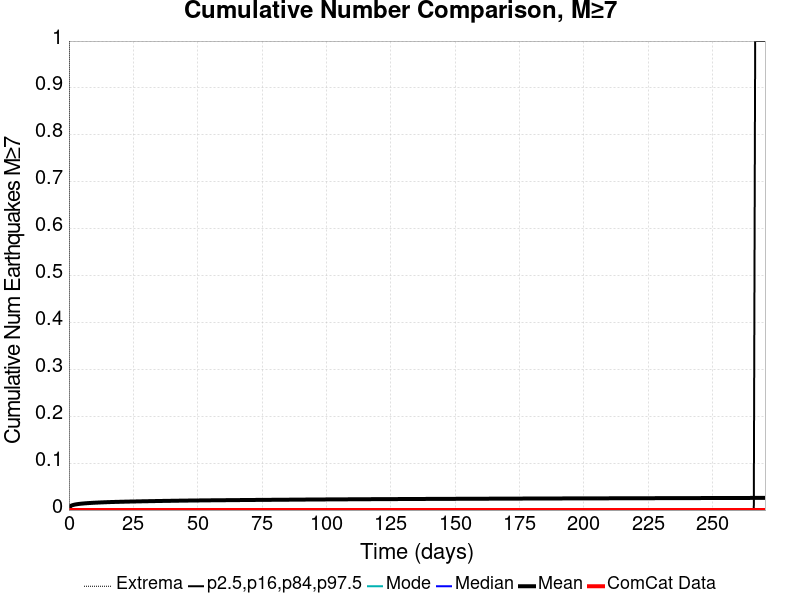 Cumulative Number Comparison, M≥7
Cumulative Num Earthquakes M≥7
1
0.9
0.8
0.7
0.6
0.5
0.4
0.3
0.2
0.1
0
0 25 50 75 100 125 150 175 200 225 250
Time (days)
Extrema p2.5,p16,p84,p97.5 Mode Median Mean ComCat Data